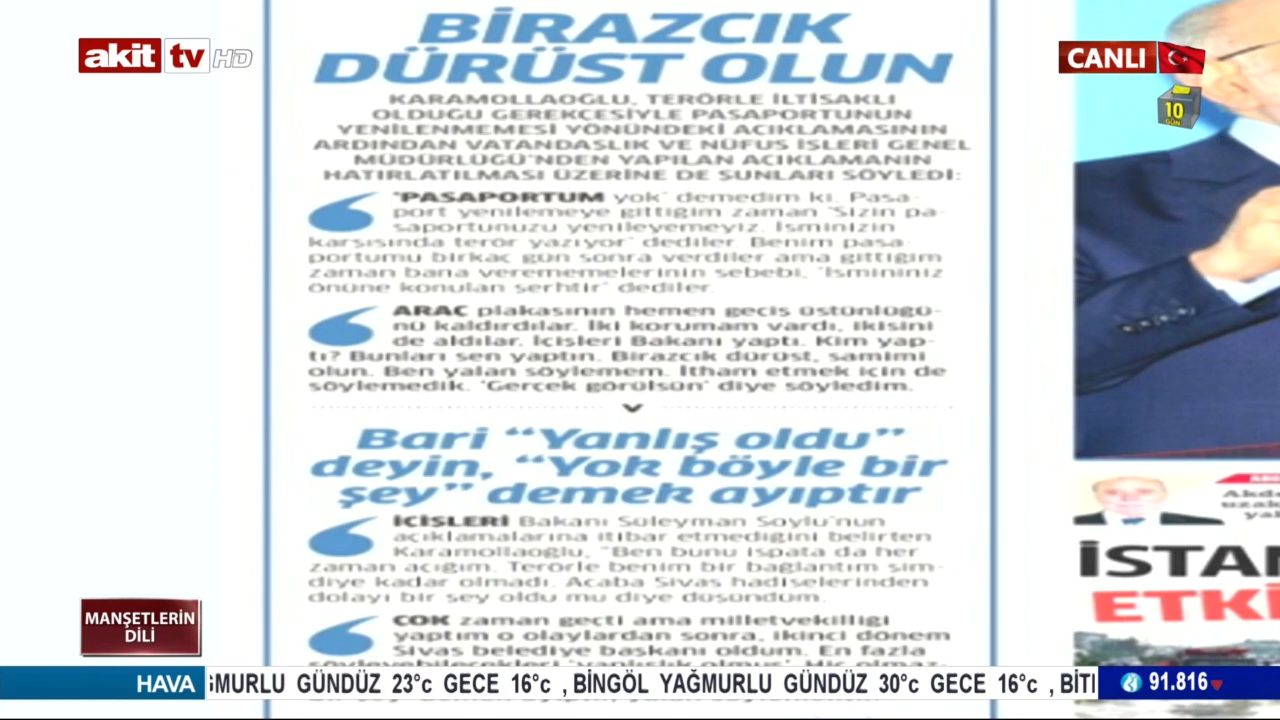 akit tv HD
CANLI
10
GÜN
BİRAZCIK
DÜRÜST OLUN
KARAMOLLAOĞLU, TERÖRLE İLTİSAKLI
OLDUĞU GEREKÇESİYLE PASAPORTUNUN
YENİLENMEMESİ YÖNÜNDEKİ AÇIKLAMASININ
ARDINDAN VATANDAŞLIK VE NÜFUS İŞLERİ GENEL
MÜDÜRLÜĞÜ'NDEN YAPILAN AÇIKLAMANIN
HATIRLATILMASI ÜZERİNE DE ŞUNLARI SÖYLEDİ:
'PASAPORTUM yok' demedim ki. Pasa-
port yenilemeye gittiğim zaman 'Sizin pa-
saportunuzu yenileyemeyiz. İsminizin
karşısında terör yazıyor' dediler. Benim pasa-
portumu birkaç gün sonra verdiler ama gittiğim
zaman bana verememelerinin sebebi, 'İsmininiz
önüne konulan şerhtir' dediler.
ARAÇ plakasının hemen geçiş üstünlüğü-
nü kaldırdılar. İki korumam vardı, ikisini
de aldılar. İçişleri Bakanı yaptı. Kim yap-
tı? Bunları sen yaptın. Birazcık dürüst, samimi
olun. Ben yalan söylemem. İtham etmek için de
söylemedik. 'Gerçek görülsün' diye söyledim.
Bari “Yanlış oldu”
deyin, “Yok böyle bir
şey” demek ayıptır
İÇİŞLERİ Bakanı Süleyman Soylu'nun
açıklamalarına itibar etmediğini belirten
Karamollaoğlu, "Ben bunu ispata da her
zaman açığım. Terörle benim bir bağlantım şim-
diye kadar olmadı. Acaba Sivas hadiselerinden
dolayı bir şey oldu mu diye düşündüm.
ÇOK zaman geçti ama milletvekilliği
yaptım o olaylardan sonra, ikinci dönem
Sivas belediye başkanı oldum. En fazla
İSTAN
ETKİ
MANŞETLERİN
DİLİ
HAVA
ĞMURLU GÜNDÜZ 23°c GECE 16°c , BİNGÖL YAĞMURLU GÜNDÜZ 30°c GECE 16°c , BİTl
91.816